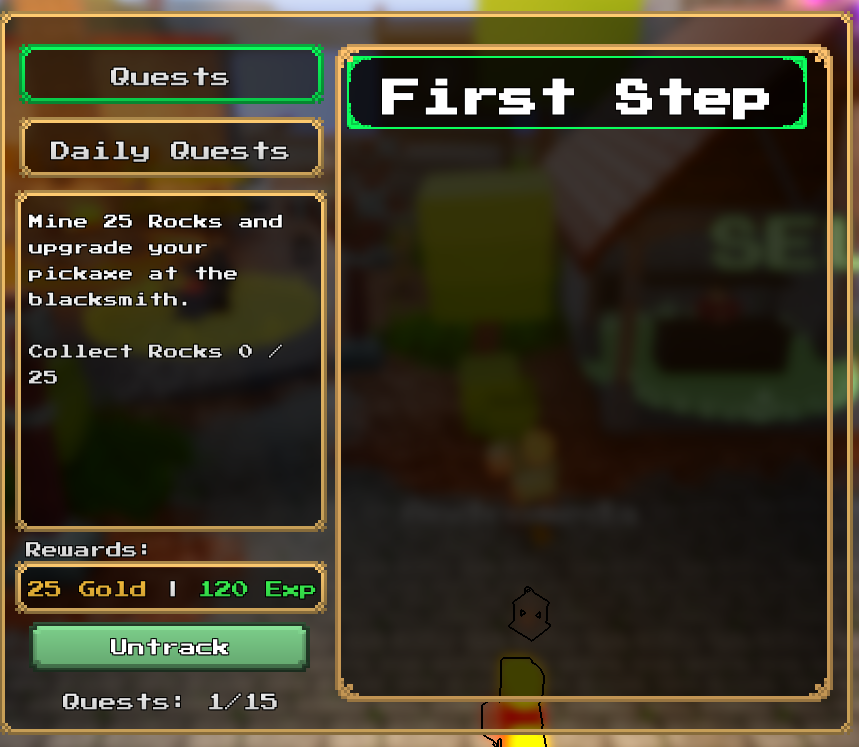 Quests
Daily Quests
Mine 25 Rocks and
upgrade your
pickaxe at the
blacksmith.
Collect Rocks 0 /
25
Rewards:
25 Gold | 120 Exp
Untrack
Quests: 1/15
First Step